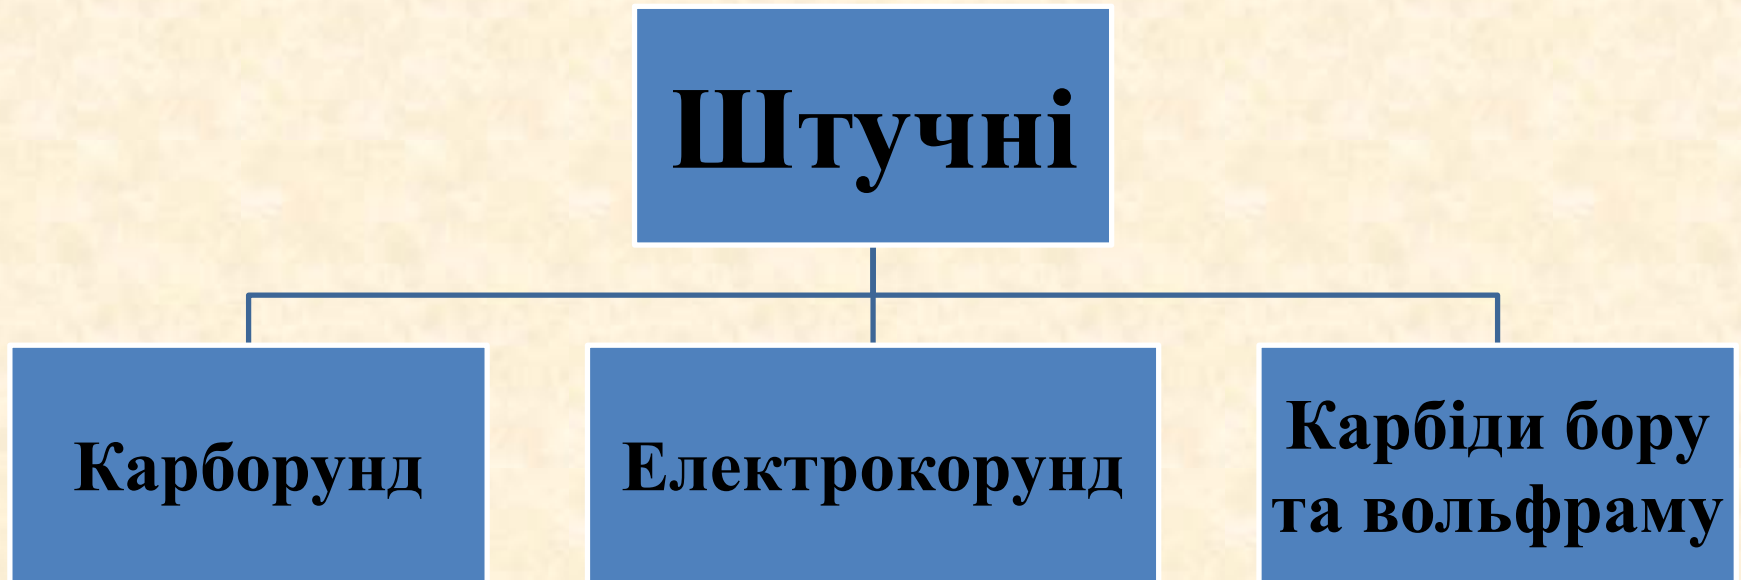 Штучні
Карборунд
Електрокорунд
Карбіди бору
та вольфраму